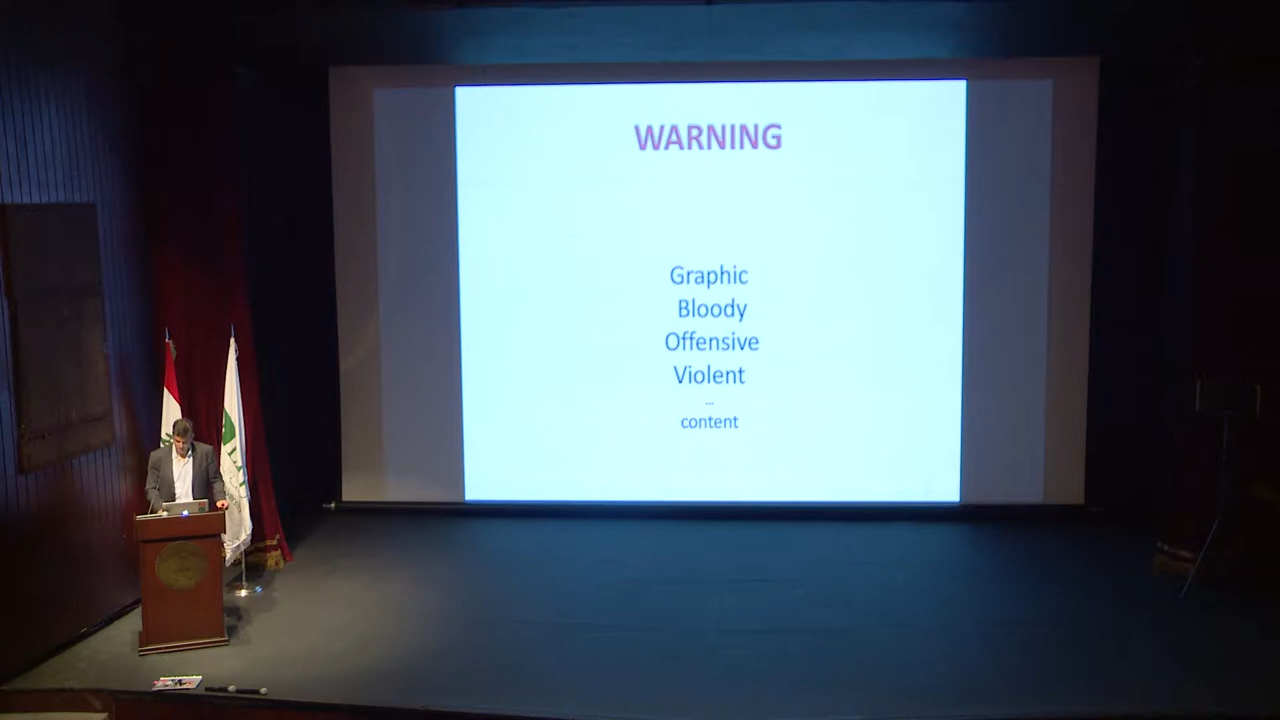 WARNING
Graphic
Bloody
Offensive
Violent
...
content